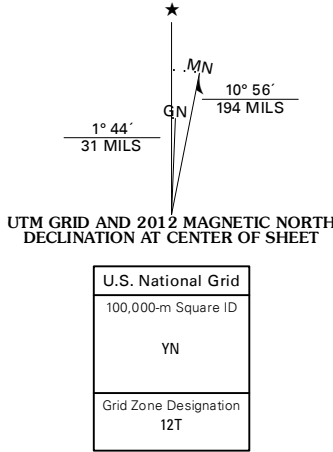 ★
MN
GN
10° 56´
194 MILS
1° 44´
31 MILS
UTM GRID AND 2012 MAGNETIC NORTH
DECLINATION AT CENTER OF SHEET
U.S. National Grid
100,000-m Square ID
YN
Grid Zone Designation
12T